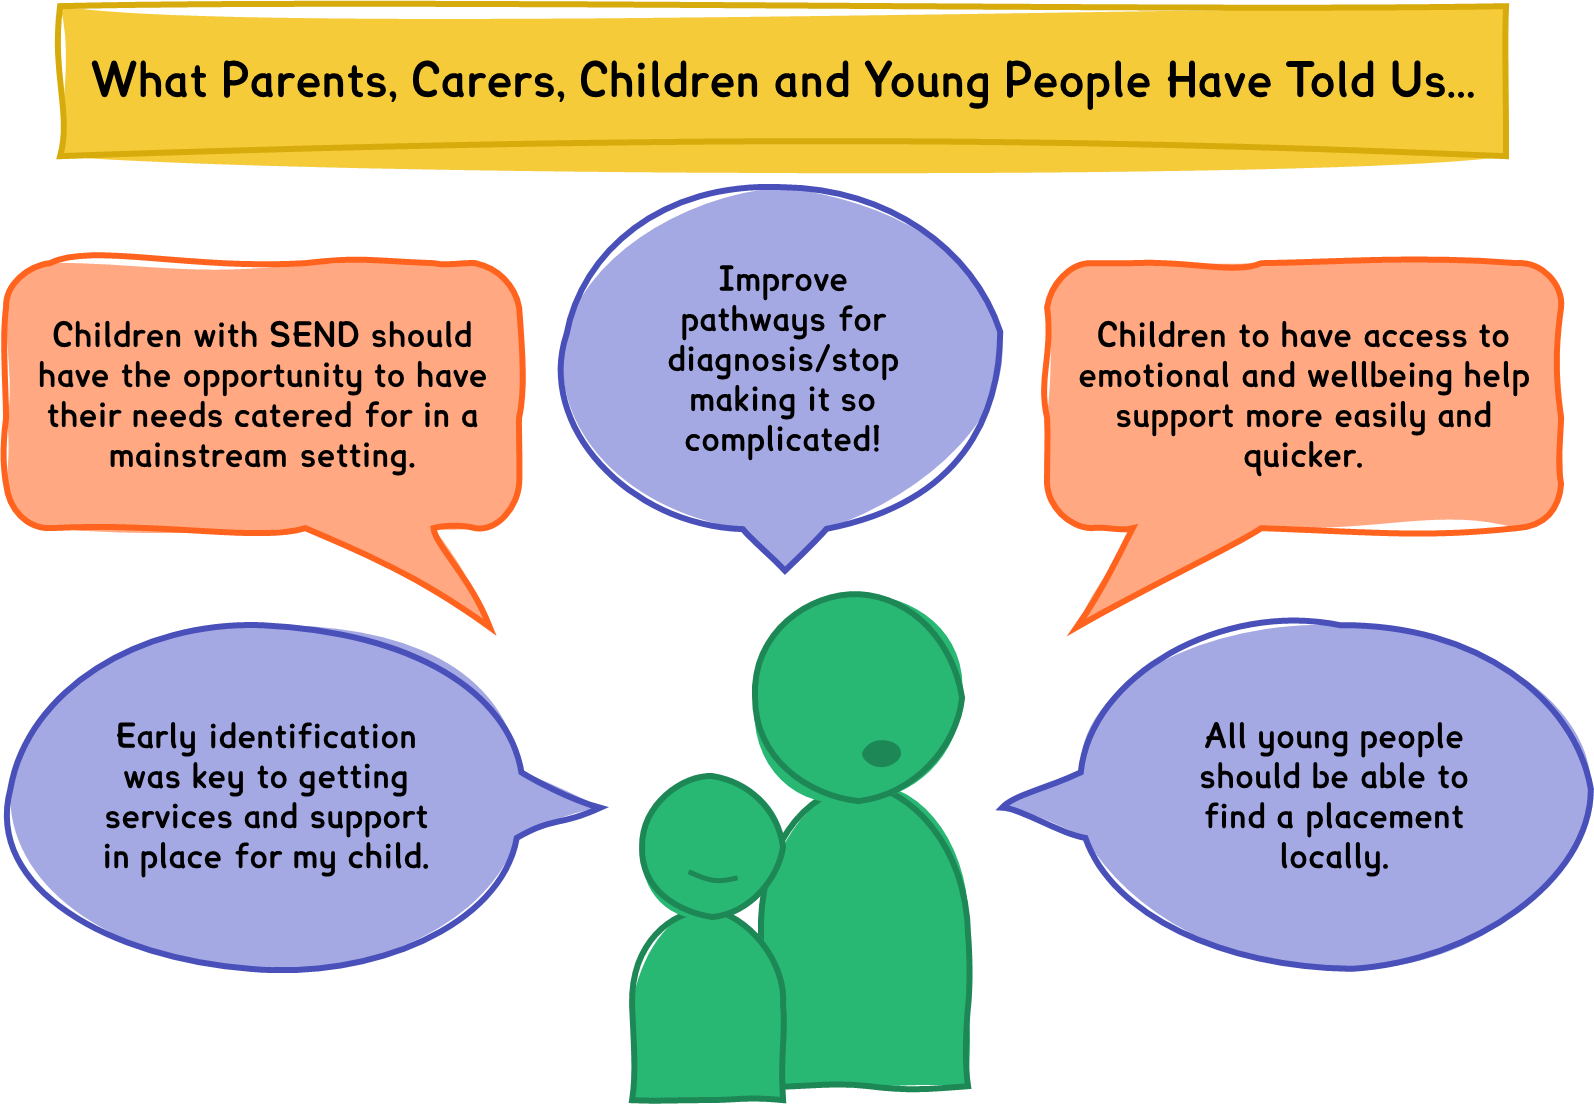 What Parents, Carers, Children and Young People Have Told Us...
Improve
pathways for
diagnosis/stop
making it so
complicated!
Children with SEND should
have the opportunity to have
their needs catered for in a
mainstream setting.
Children to have access to
emotional and wellbeing help
support more easily and
quicker.
Early identification
was key to getting
services and support
in place for my child.
All young people
should be able to
find a placement
locally.